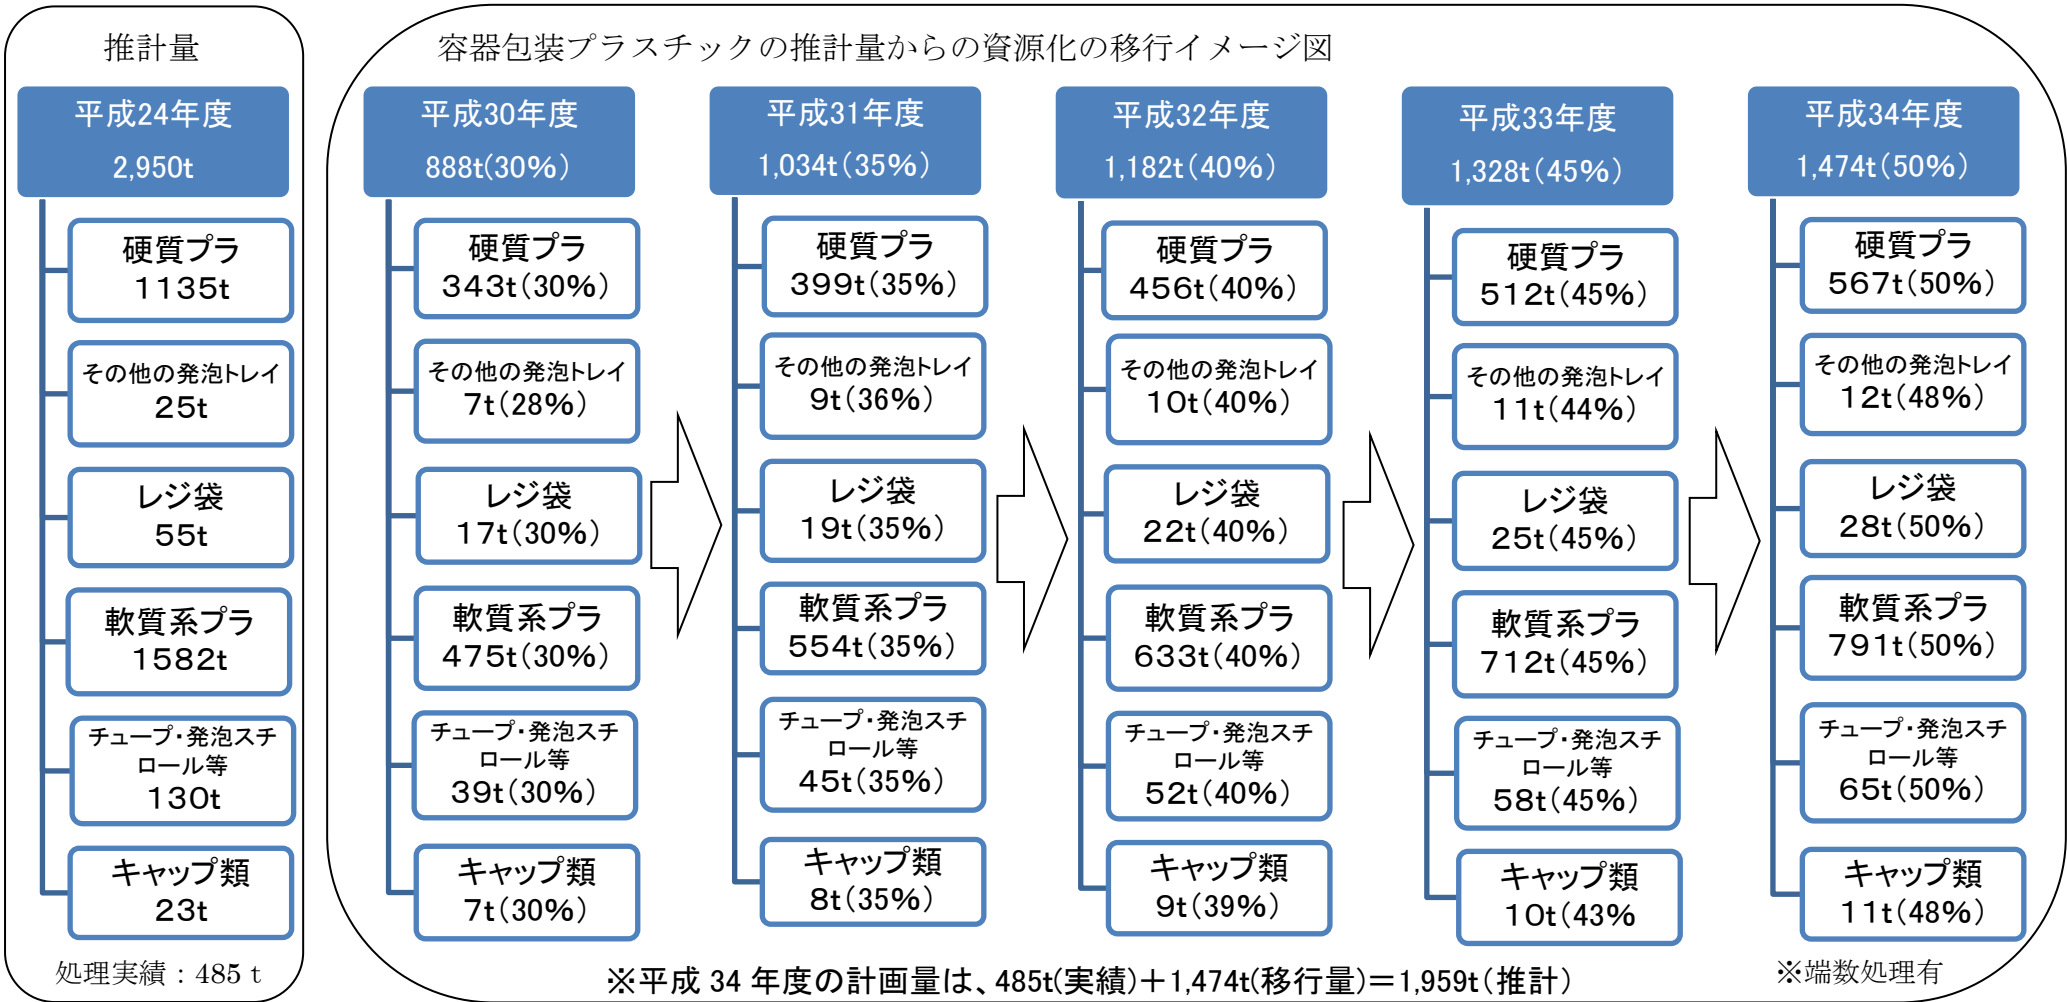 推計量
平成24年度
2,950t
硬質プラ
1135t
その他の発泡トレイ
25t
レジ袋
55t
軟質系プラ
1582t
チューブ・発泡スチ
ロール等
130t
キャップ類
23t
処理実績：485 t
容器包装プラスチックの推計量からの資源化の移行イメージ図
平成30年度
888t(30%)
硬質プラ
343t(30%)
その他の発泡トレイ
7t(28%)
レジ袋
17t(30%)
軟質系プラ
475t(30%)
チューブ・発泡スチ
ロール等
39t(30%)
キャップ類
7t(30%)
平成31年度
1,034t(35%)
硬質プラ
399t(35%)
その他の発泡トレイ
9t(36%)
レジ袋
19t(35%)
軟質系プラ
554t(35%)
チューブ・発泡スチ
ロール等
45t(35%)
キャップ類
8t(35%)
平成32年度
1,182t(40%)
硬質プラ
456t(40%)
その他の発泡トレイ
10t(40%)
レジ袋
22t(40%)
軟質系プラ
633t(40%)
チューブ・発泡スチ
ロール等
52t(40%)
キャップ類
9t(39%)
平成33年度
1,328t(45%)
硬質プラ
512t(45%)
その他の発泡トレイ
11t(44%)
レジ袋
25t(45%)
軟質系プラ
712t(45%)
チューブ・発泡スチ
ロール等
58t(45%)
キャップ類
10t(43%
平成34年度
1,474t(50%)
硬質プラ
567t(50%)
その他の発泡トレイ
12t(48%)
レジ袋
28t(50%)
軟質系プラ
791t(50%)
チューブ・発泡スチ
ロール等
65t(50%)
キャップ類
11t(48%)
※平成 34 年度の計画量は、485t(実績)＋1,474t(移行量)＝1,959t(推計)
※端数処理有